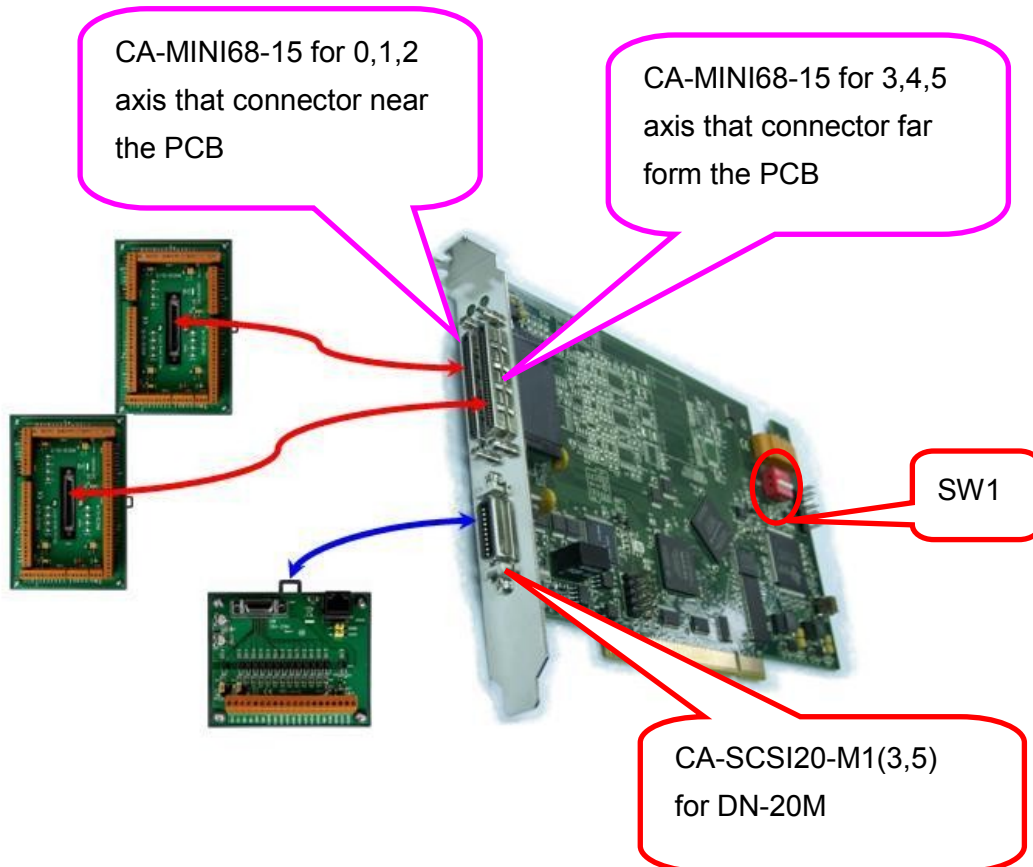 CA-MINI68-15 for 0,1,2
axis that connector near
the PCB
CA-MINI68-15 for 3,4,5
axis that connector far
form the PCB
SW1
CA-SCSI20-M1(3,5)
for DN-20M